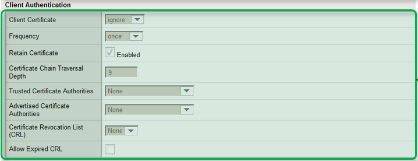 Client Authentication
Client Certificate ignore
Frequency once
Retain Certificate Enabled
Certificate Chain Traversal
Depth 9
Trusted Certificate Authorities None
Advertised Certificate
Authorities None
Certificate Revocation List
(CRL) None
Allow Expired CRL